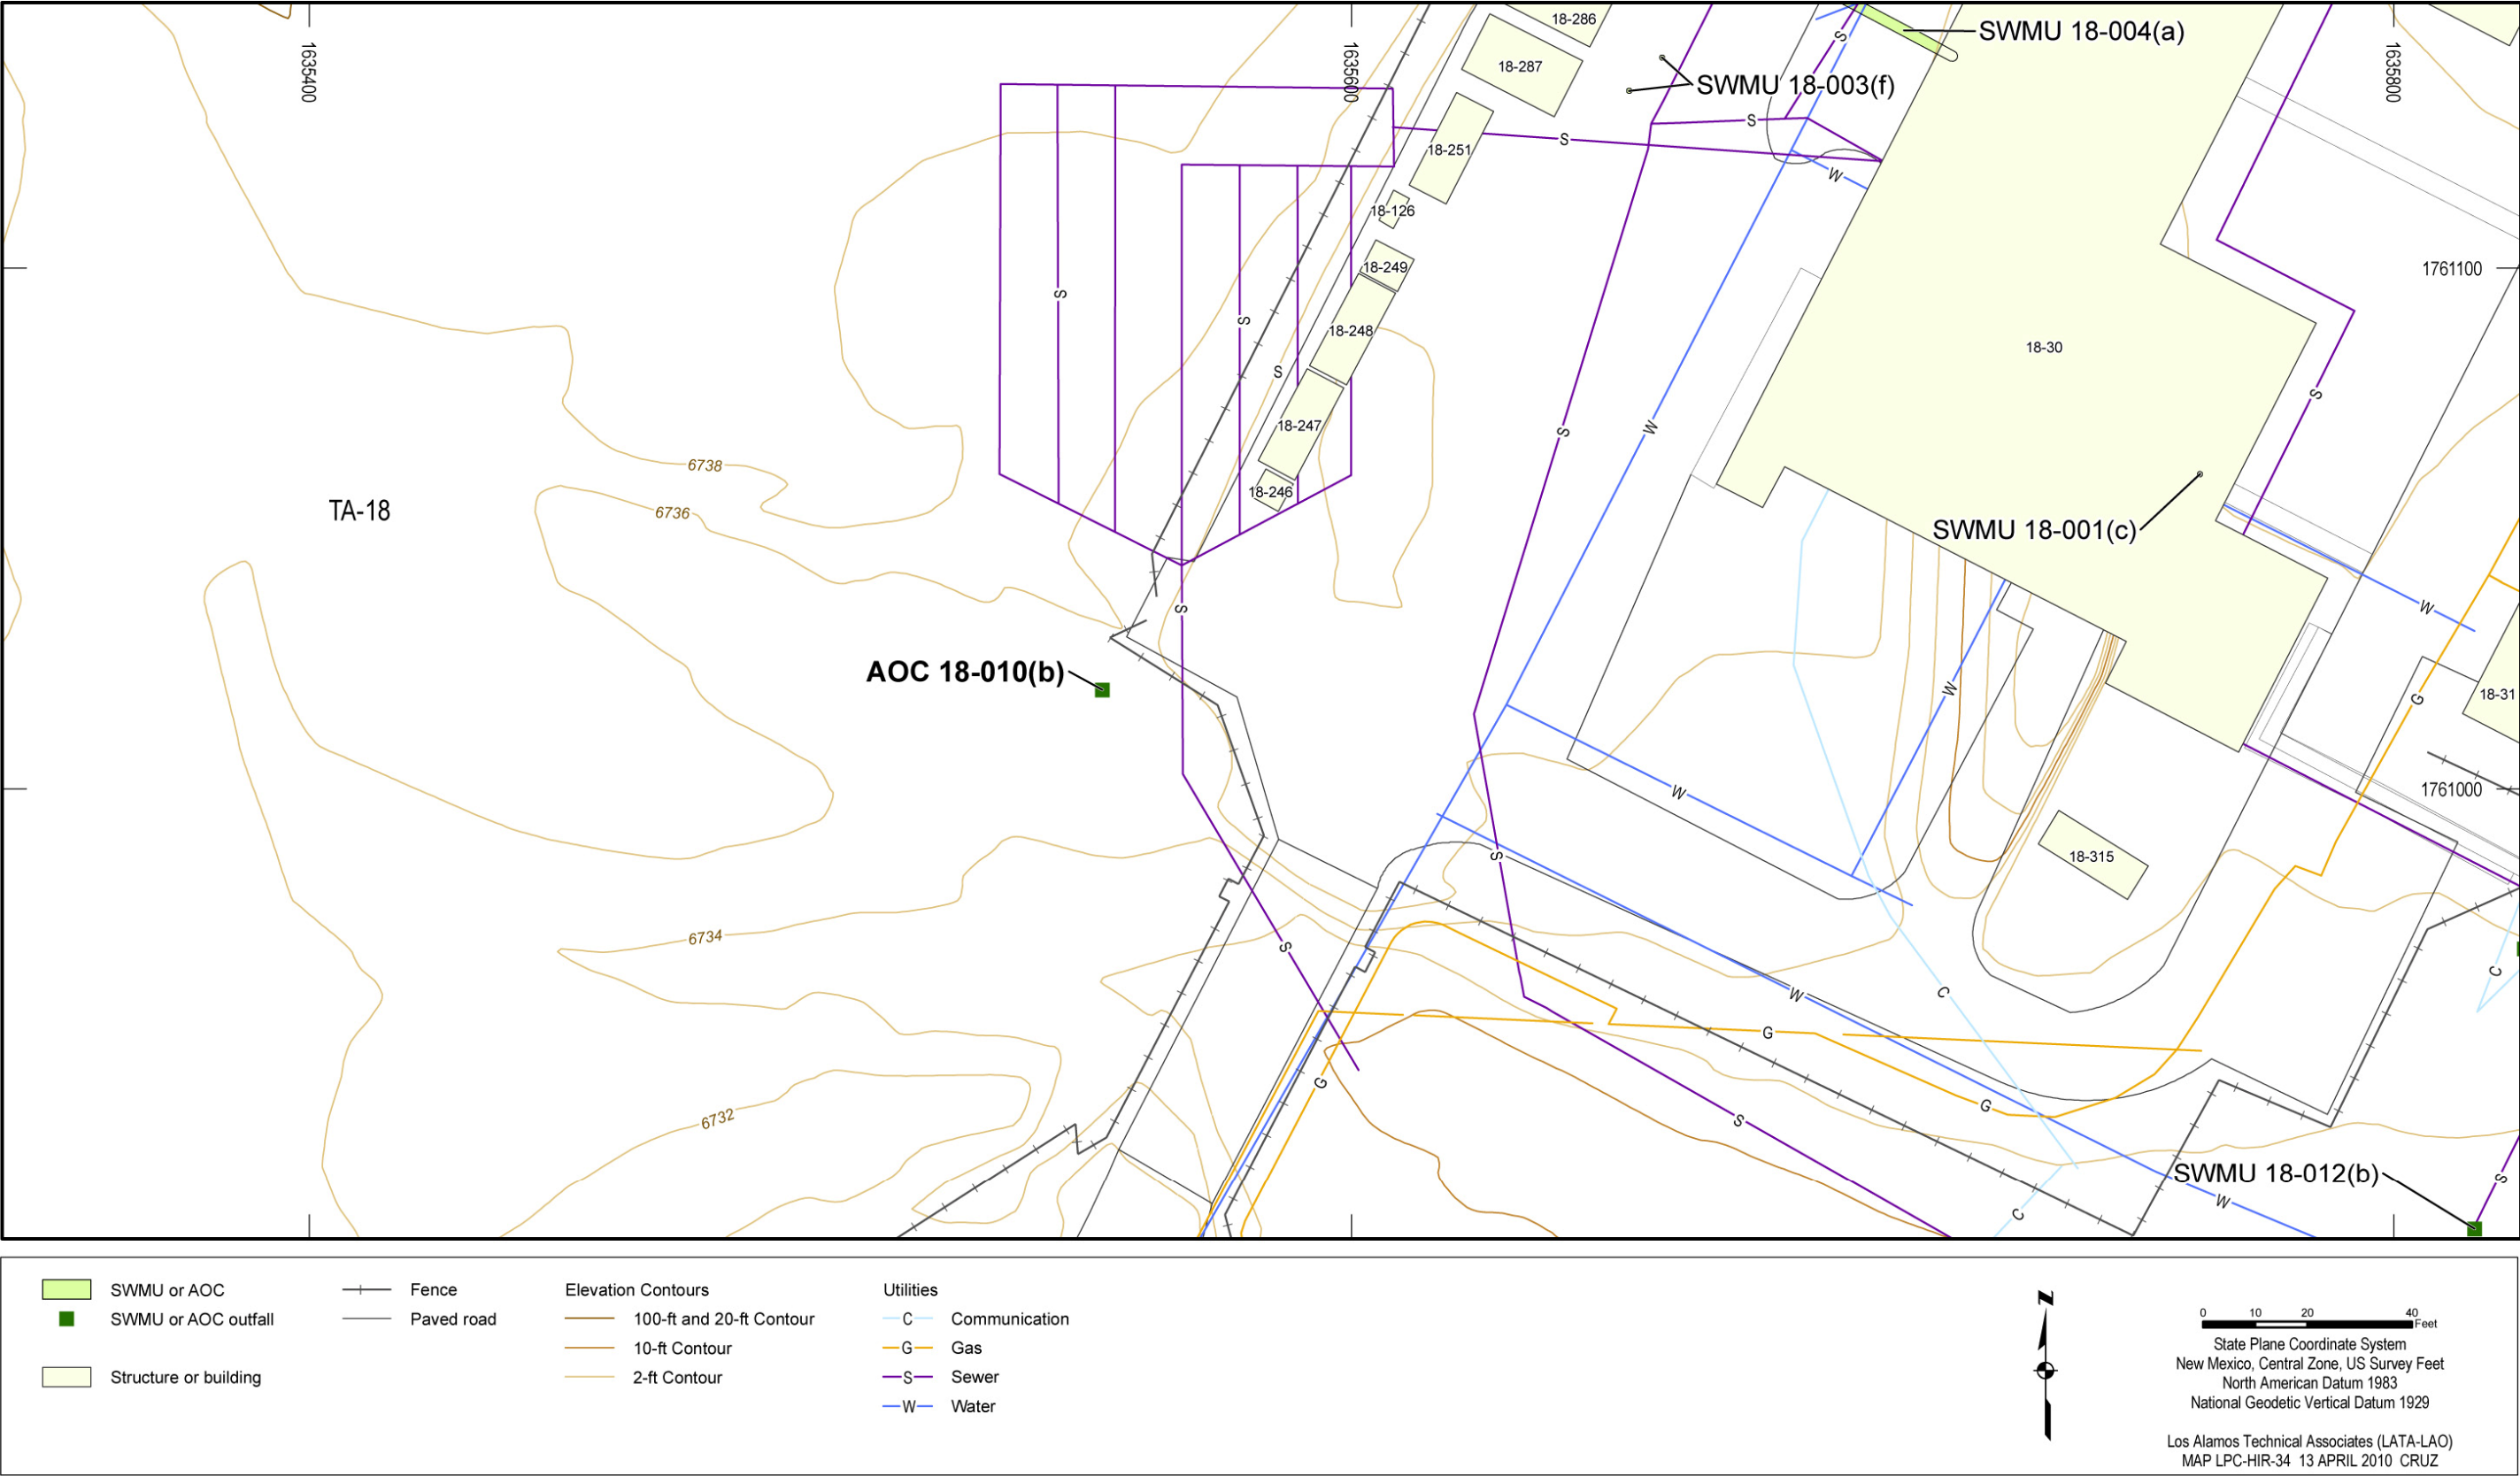 1635400
1635600
1635800
18-286
SWMU 18-004(a)
S
18-287
SWMU 18-003(f)
S
S
18-251
W
18-126
18-249
1761100
S
S
18-248
18-30
S
S
18-247
S
W
6738
18-246
6736
TA-18
SWMU 18-001(c)
S
W
AOC 18-010(b)
W
G
18-31
W
1761000
S
18-315
6734
S
C
W
C
G
G
G
6732
S
SWMU 18-012(b)
S
W
C
SWMU or AOC
SWMU or AOC outfall
Structure or building
Fence
Paved road
Elevation Contours
100-ft and 20-ft Contour
10-ft Contour
2-ft Contour
Utilities
C Communication
G Gas
S Sewer
W Water
N
0 10 20 40
Feet
State Plane Coordinate System
New Mexico, Central Zone, US Survey Feet
North American Datum 1983
National Geodetic Vertical Datum 1929
Los Alamos Technical Associates (LATA-LAO)
MAP LPC-HIR-34 13 APRIL 2010 CRUZ